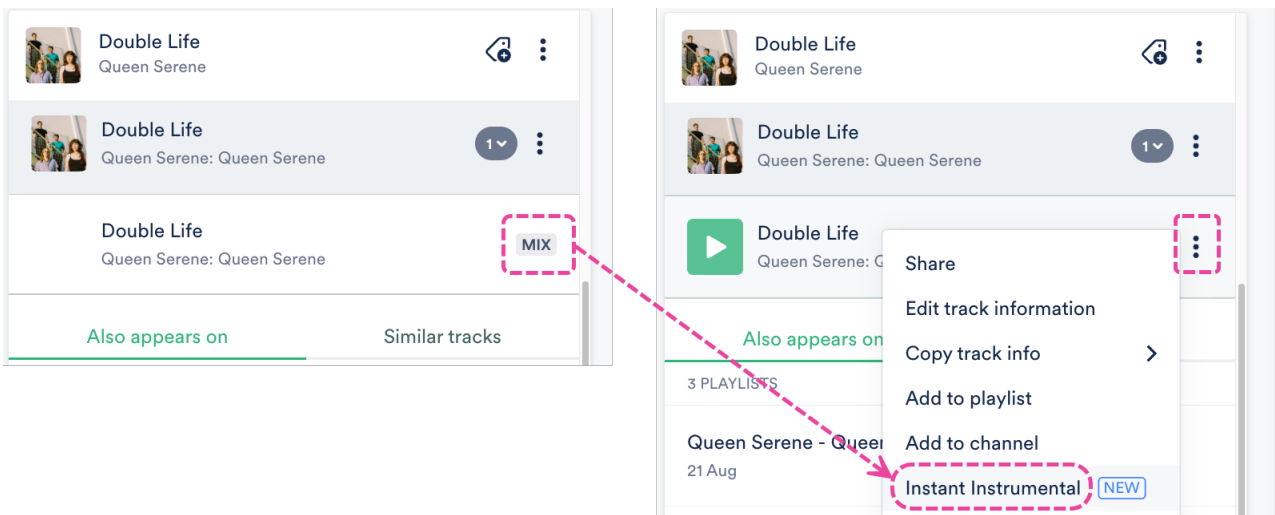 Double Life
Queen Serene
Double Life
1
Queen Serene: Queen Serene
Double Life
MIX
Queen Serene: Queen Serene
Also appears on Similar tracks
Double Life
Queen Serene
Double Life
1
Queen Serene: Queen Serene
Double Life
Queen Serene:
Also appears on
3 PLAYLISTS
Queen Serene - Queen
21 Aug
Share
Edit track information
Copy track info
Add to playlist
Add to channel
Instant Instrumental NEW